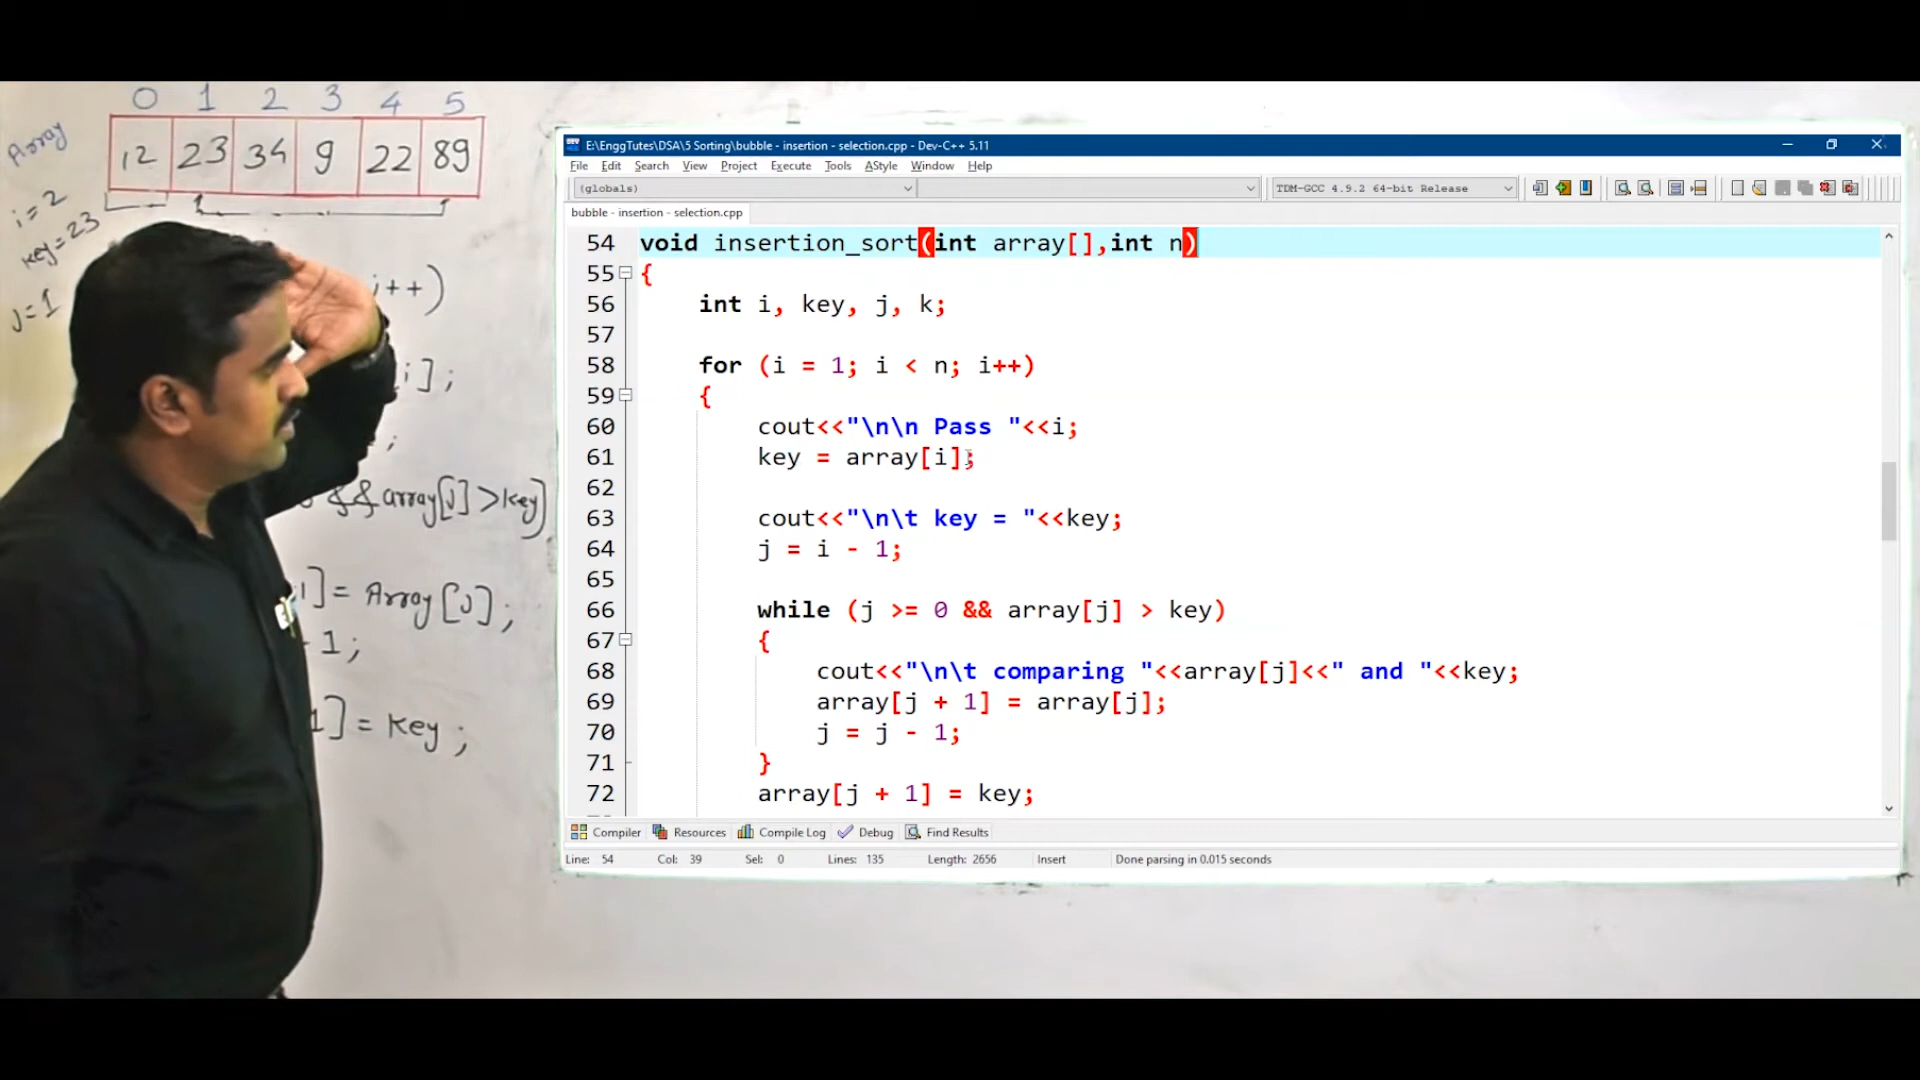 0 1 2 3 4 5
Array
12 23 34 9 22 89
i=2
key=23
j=1
i++)
[i];
;
&& array[j]>key)
]= Array[j];
1;
1]= key;
E:\EnggTutes\DSA\5 Sorting\bubble - insertion - selection.cpp - Dev-C++ 5.11
File Edit Search View Project Execute Tools AStyle Window Help
(globals) TDM-GCC 4.9.2 64-bit Release
bubble - insertion - selection.cpp
54 void insertion_sort(int array[],int n)
55 {
56 int i, key, j, k;
57
58 for (i = 1; i < n; i++)
59 {
60 cout<<"\n\n Pass "<<i;
61 key = array[i];
62
63 cout<<"\n\t key = "<<key;
64 j = i - 1;
65
66 while (j >= 0 && array[j] > key)
67 {
68 cout<<"\n\t comparing "<<array[j]<<" and "<<key;
69 array[j + 1] = array[j];
70 j = j - 1;
71 }
72 array[j + 1] = key;
Compiler Resources Compile Log Debug Find Results
Line: 54 Col: 39 Sel: 0 Lines: 135 Length: 2656 Insert Done parsing in 0.015 seconds